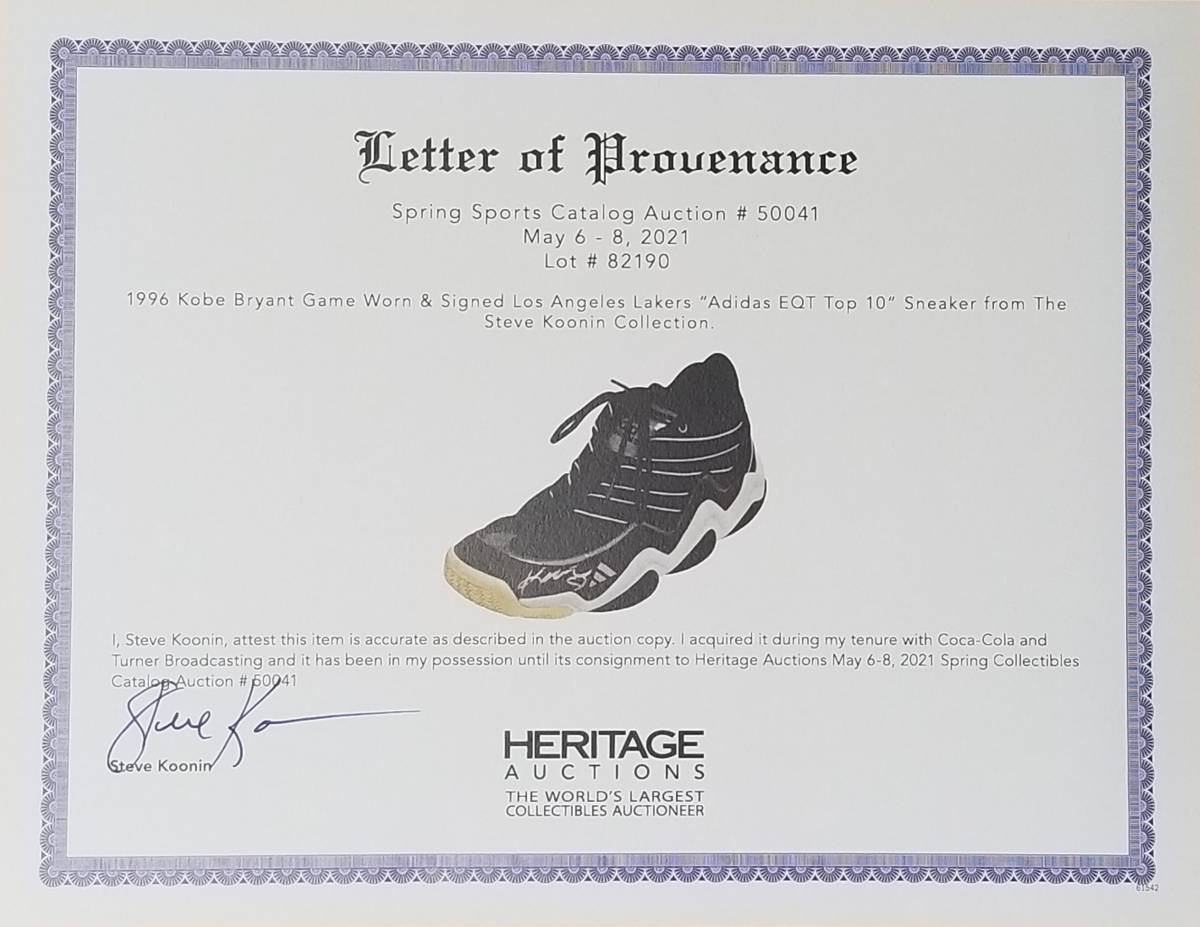 Letter of Provenance
Spring Sports Catalog Auction # 50041
May 6 - 8, 2021
Lot # 82190
1996 Kobe Bryant Game Worn & Signed Los Angeles Lakers "Adidas EQT Top 10" Sneaker from The
Steve Koonin Collection.
I, Steve Koonin, attest this item is accurate as described in the auction copy. I acquired it during my tenure with Coca-Cola and
Turner Broadcasting and it has been in my possession until its consignment to Heritage Auctions May 6-8, 2021 Spring Collectibles
Catalog Auction # 50041
Steve Koonin
HERITAGE
AUCTIONS
THE WORLD'S LARGEST
COLLECTIBLES AUCTIONEER
61542